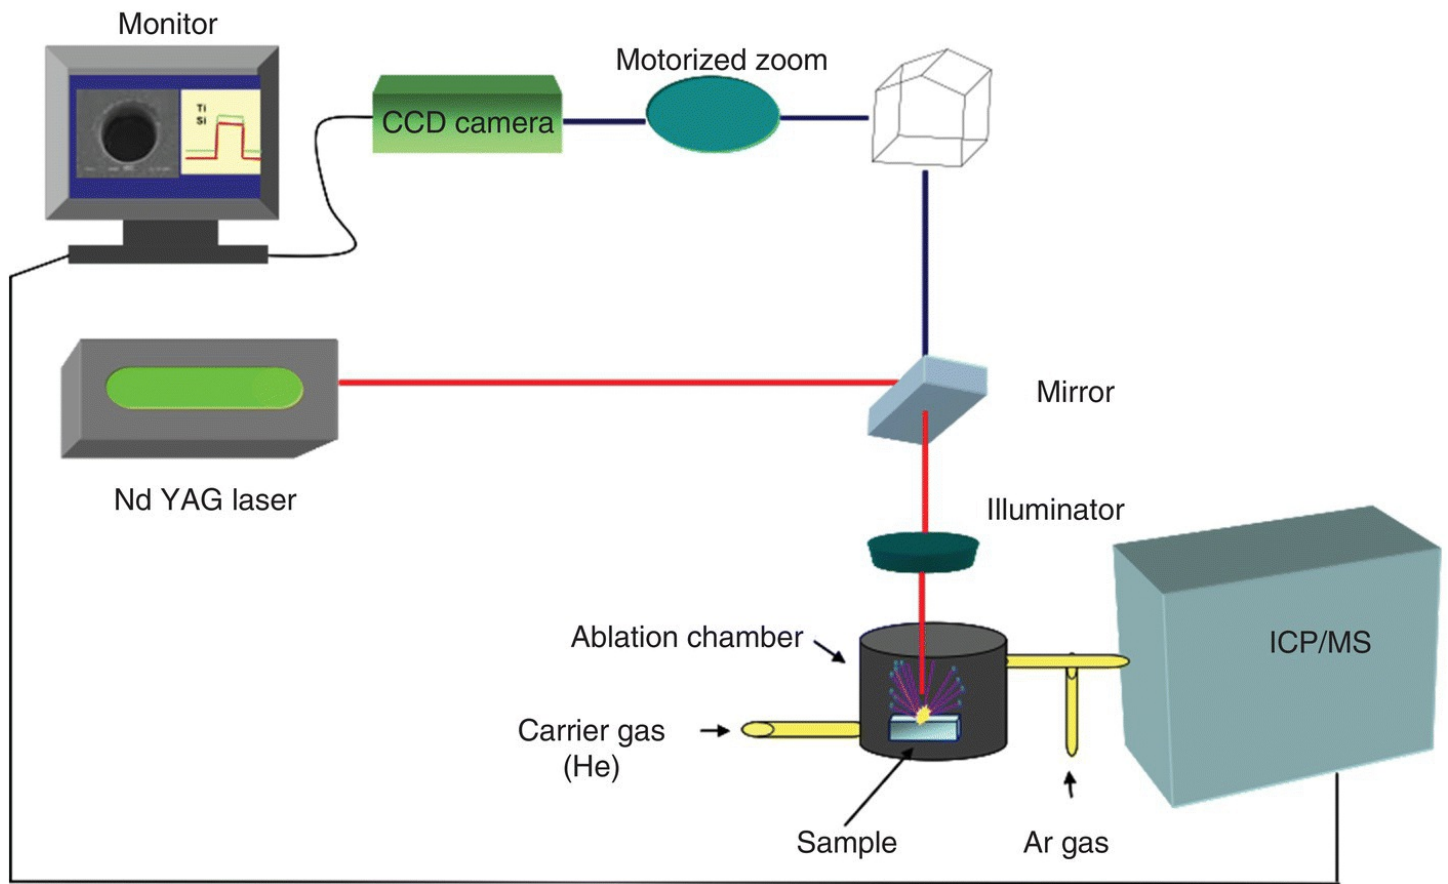 Monitor
Motorized zoom
CCD camera
Ti
Si
Mirror
Nd YAG laser
Illuminator
Ablation chamber
ICP/MS
Carrier gas
(He)
Sample
Ar gas